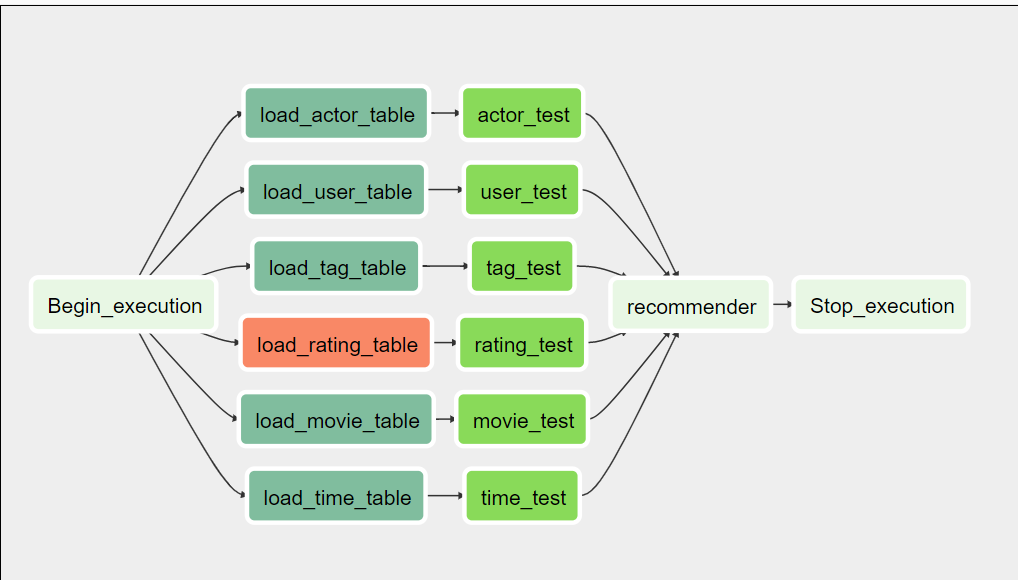 load_actor_table
actor_test
load_user_table
user_test
load_tag_table
tag_test
Begin_execution
recommender
Stop_execution
load_rating_table
rating_test
load_movie_table
movie_test
load_time_table
time_test